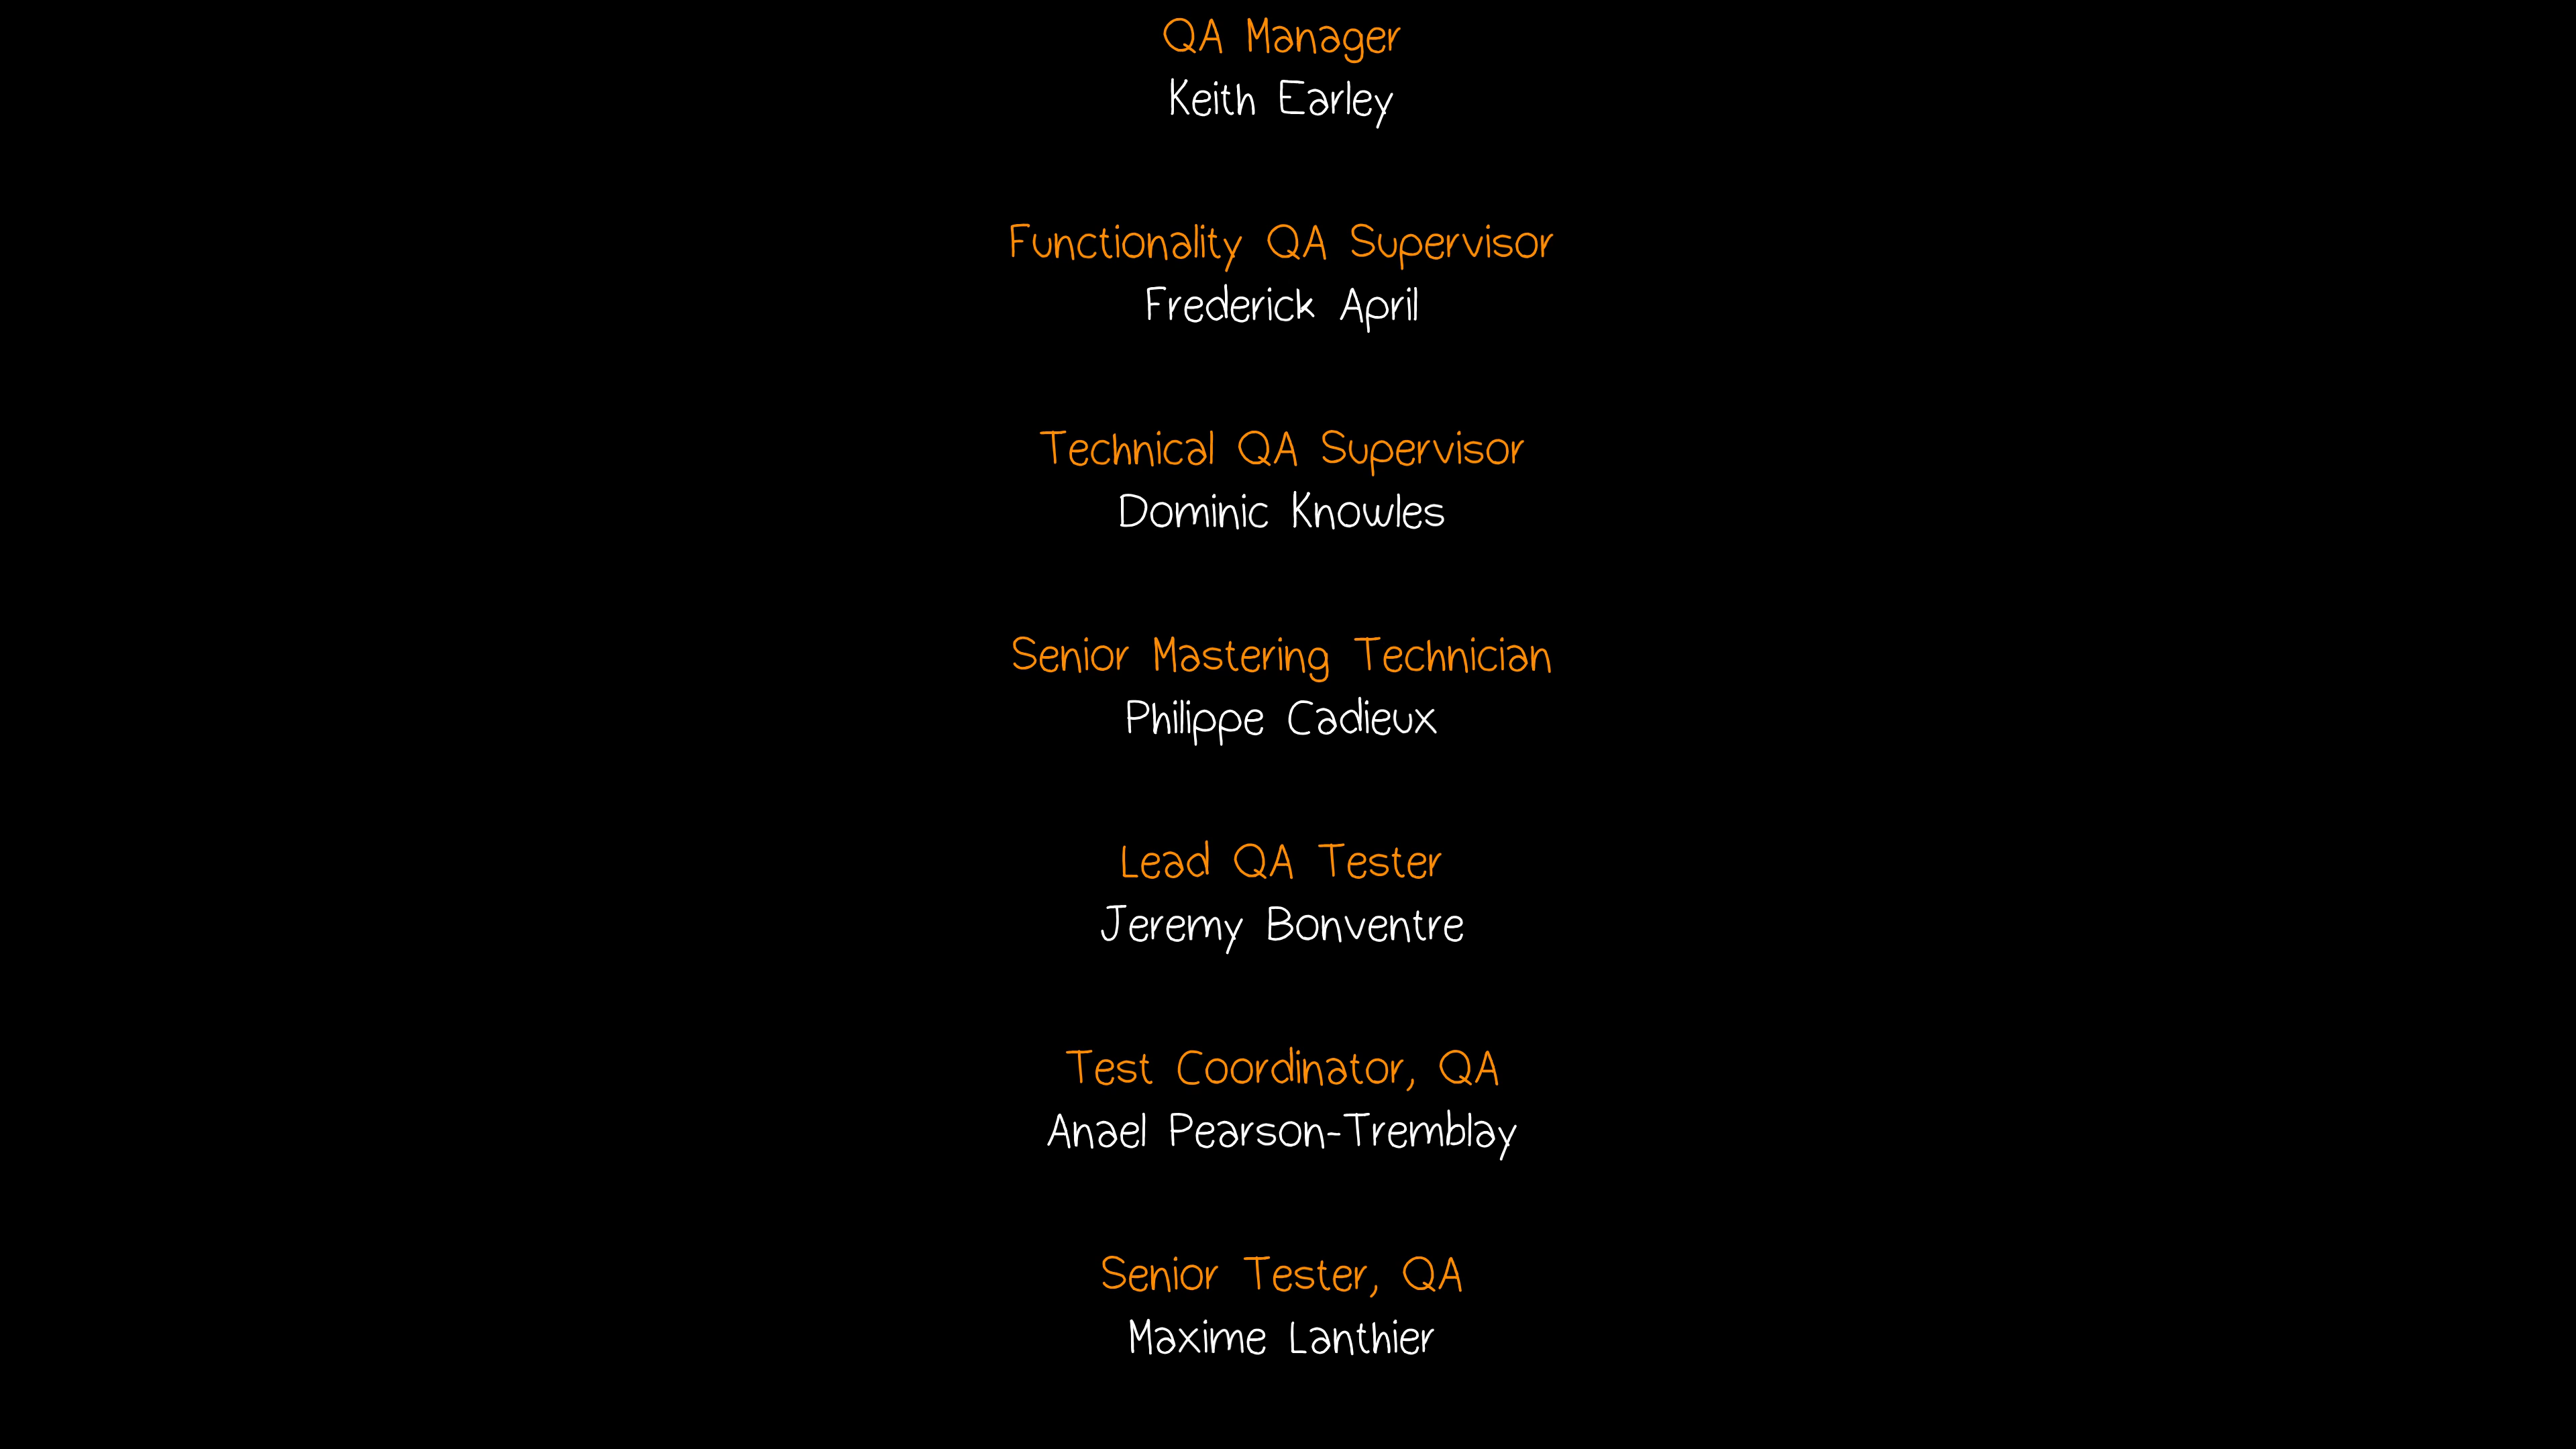 QA Manager
Keith Earley
Functionality QA Supervisor
Frederick April
Technical QA Supervisor
Dominic Knowles
Senior Mastering Technician
Philippe Cadieux
Lead QA Tester
Jeremy Bonventre
Test Coordinator, QA
Anael Pearson-Tremblay
Senior Tester, QA
Maxime Lanthier